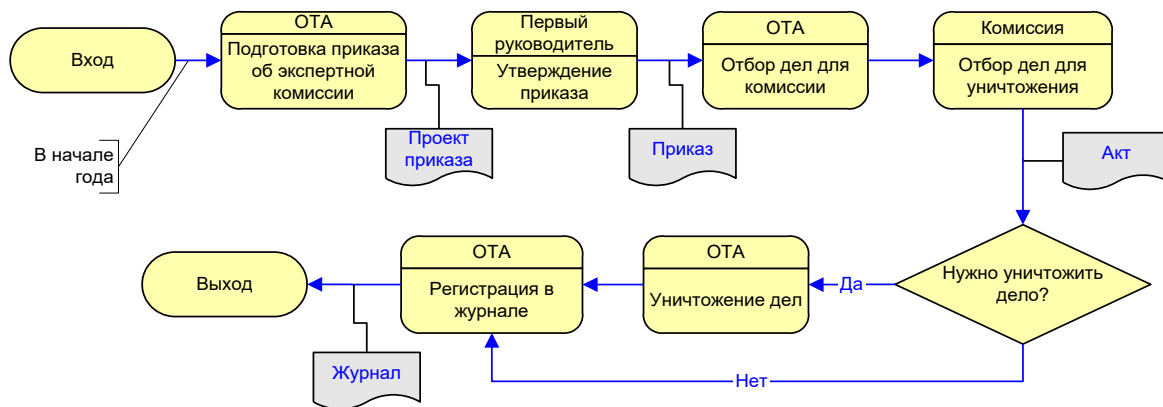 Вход
В начале
года
ОТА
Подготовка приказа
об экспертной
комиссии
Проект
приказа
Первый
руководитель
Утверждение
приказа
Приказ
ОТА
Отбор дел для
комиссии
Комиссия
Отбор дел для
уничтожения
Акт
Нужно уничтожить
дело?
Да
Нет
ОТА
Уничтожение дел
ОТА
Регистрация в
журнале
Журнал
Выход